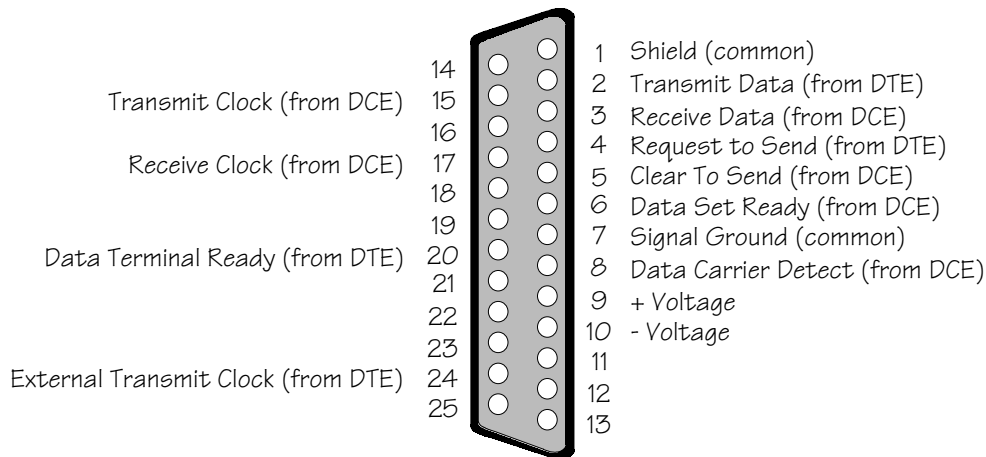 14
Transmit Clock (from DCE) 15
16
Receive Clock (from DCE) 17
18
19
Data Terminal Ready (from DTE) 20
21
22
23
External Transmit Clock (from DTE) 24
25
1 Shield (common)
2 Transmit Data (from DTE)
3 Receive Data (from DCE)
4 Request to Send (from DTE)
5 Clear To Send (from DCE)
6 Data Set Ready (from DCE)
7 Signal Ground (common)
8 Data Carrier Detect (from DCE)
9 + Voltage
10 - Voltage
11
12
13